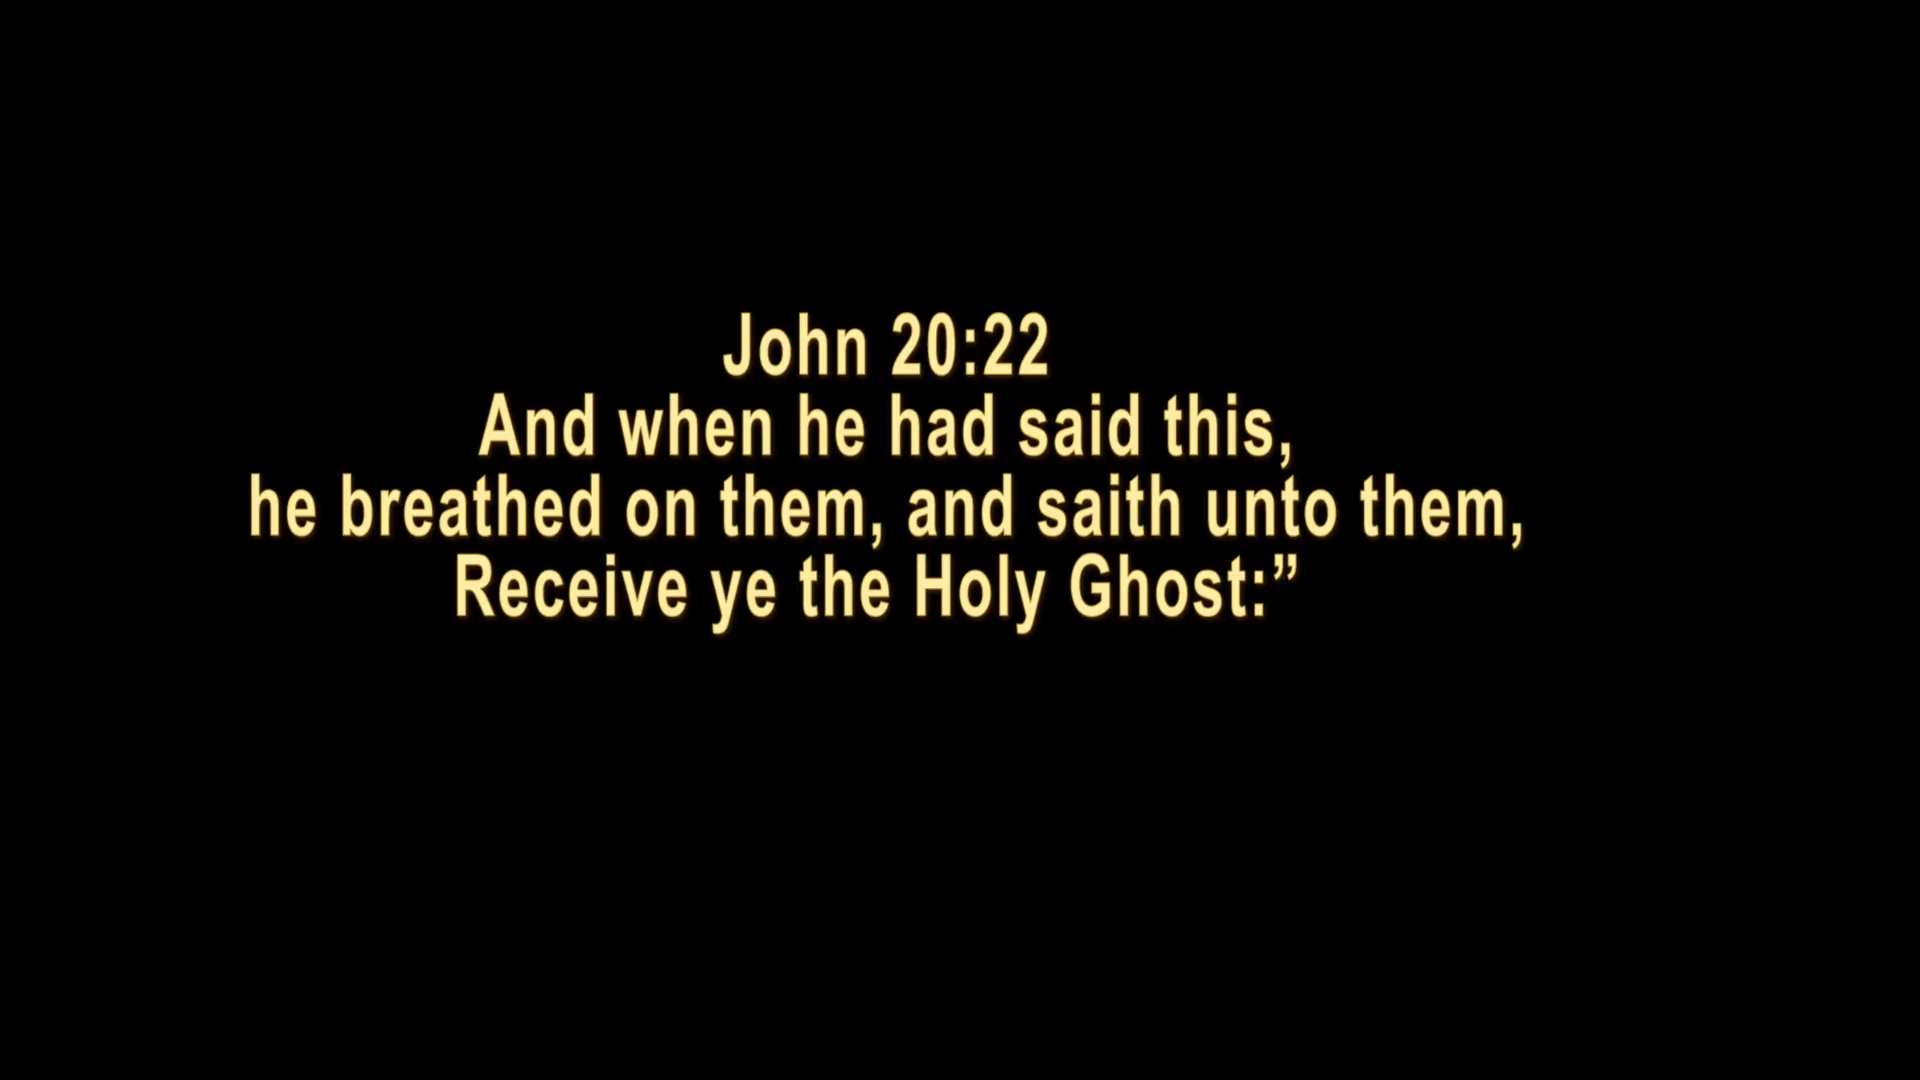 John 20:22
And when he had said this,
he breathed on them, and saith unto them,
Receive ye the Holy Ghost:”